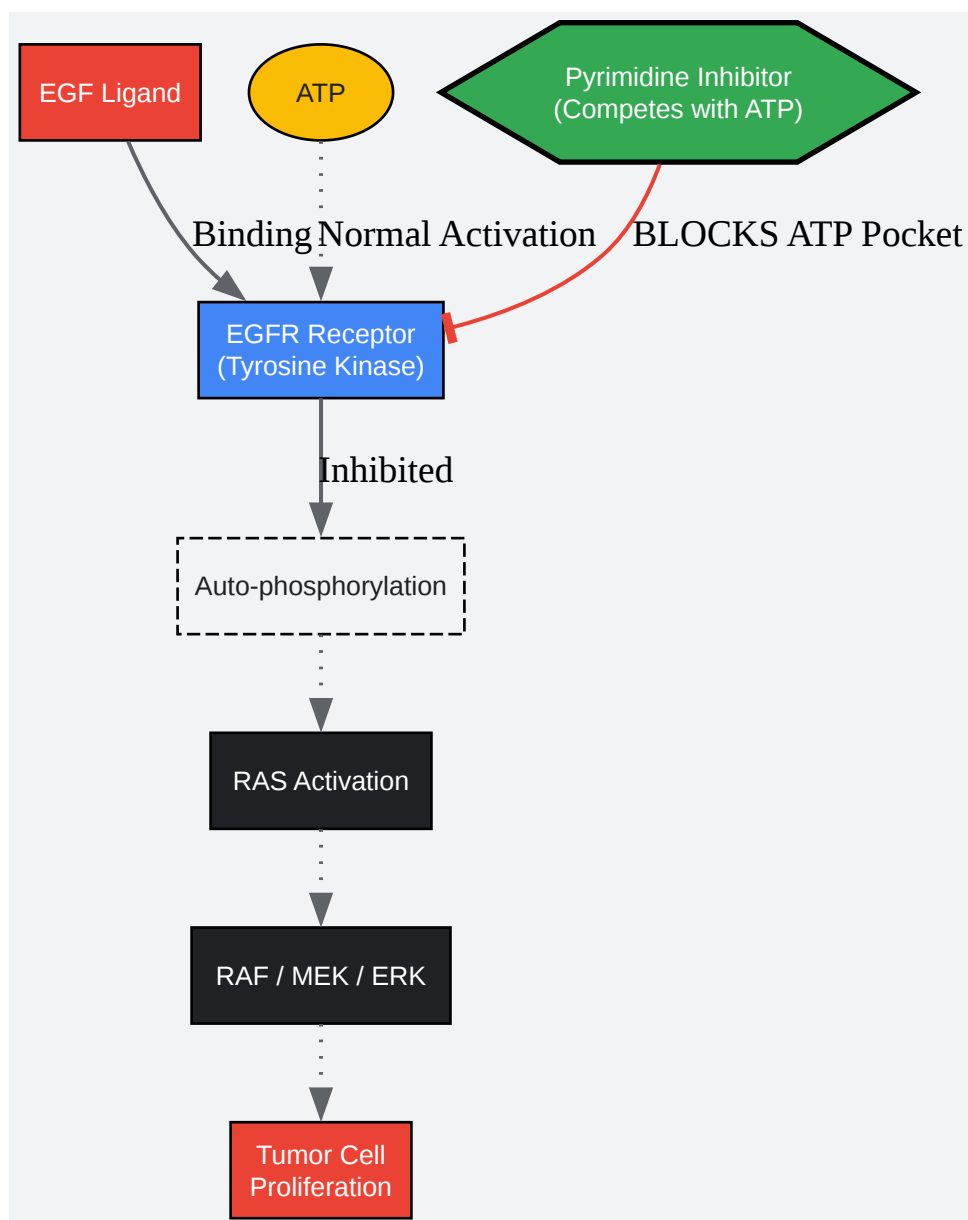 EGF Ligand
ATP
Pyrimidine Inhibitor
(Competes with ATP)
Binding
Normal Activation
BLOCKS ATP Pocket
EGFR Receptor
(Tyrosine Kinase)
Inhibited
Auto-phosphorylation
RAS Activation
RAF / MEK / ERK
Tumor Cell
Proliferation